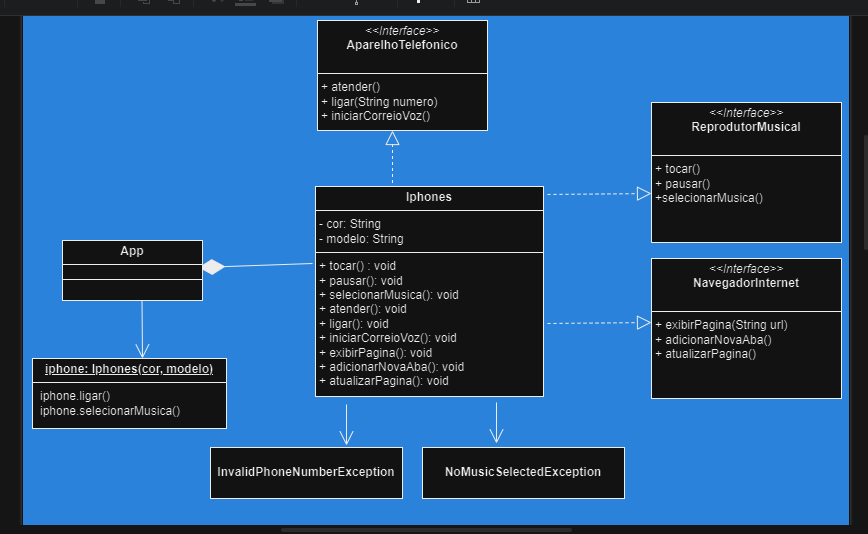 <<Interface>>
AparelhoTelefonico
+ atender()
+ ligar(String numero)
+ iniciarCorreioVoz()
<<Interface>>
ReprodutorMusical
+ tocar()
+ pausar()
+selecionarMusica()
Iphones
- cor: String
- modelo: String
+ tocar() : void
+ pausar(): void
+ selecionarMusica(): void
+ atender(): void
+ ligar(): void
+ iniciarCorreioVoz(): void
+ exibirPagina(): void
+ adicionarNovaAba(): void
+ atualizarPagina(): void
App
<<Interface>>
NavegadorInternet
+ exibirPagina(String url)
+ adicionarNovaAba()
+ atualizarPagina()
iphone: Iphones(cor, modelo)
iphone.ligar()
iphone.selecionarMusica()
InvalidPhoneNumberException
NoMusicSelectedException